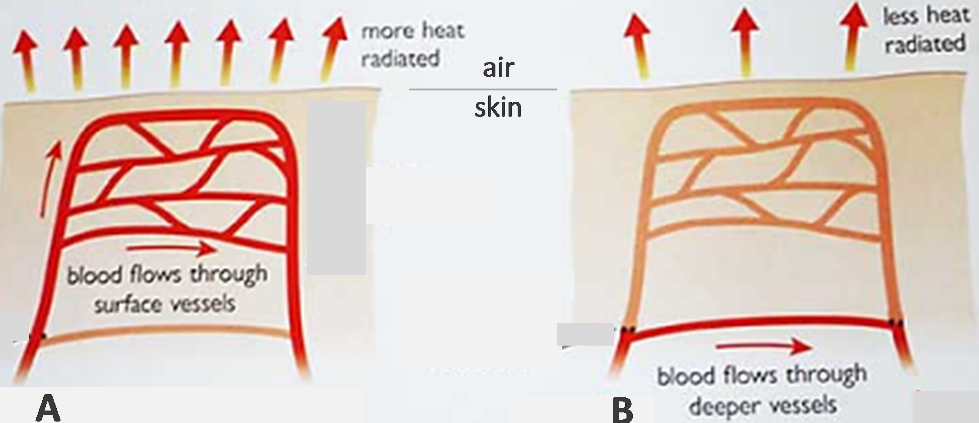 more heat
radiated
air
skin
less heat
radiated
blood flows through
surface vessels
blood flows through
deeper vessels
A
B